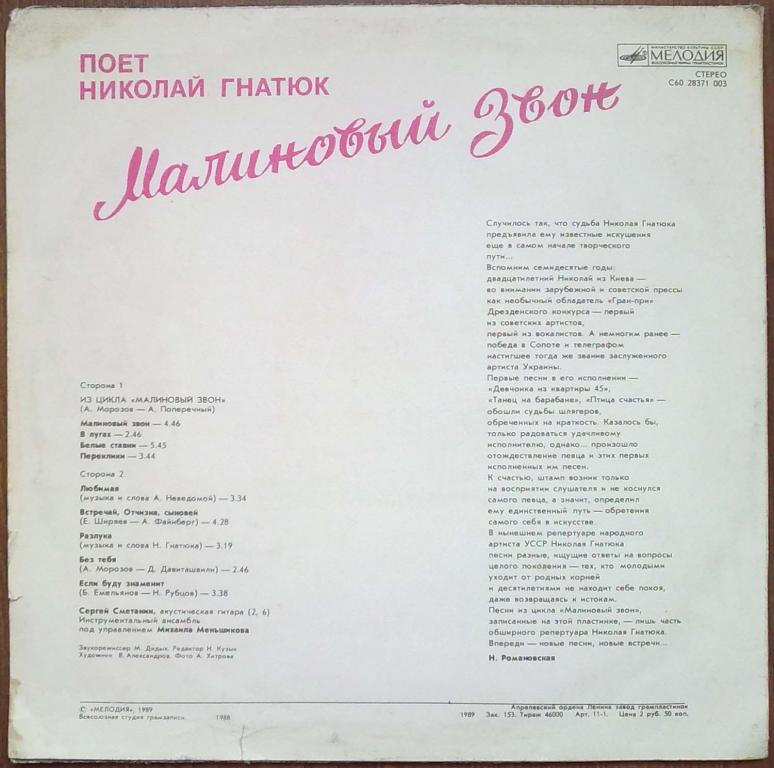 ПОЕТ
НИКОЛАЙ ГНАТЮК
МИНИСТЕРСТВО КУЛЬТУРЫ СССР
МЕЛОДИЯ
ВСЕСОЮЗНАЯ ФИРМА ГРАМПЛАСТИНОК
СТЕРЕО
С60 28371 003
Малиновый Звон
Случилось так, что судьба Николая Гнатюка
предъявила ему известные искушения
еще в самом начале творческого
пути...
Вспомним семидесятые годы:
двадцатилетний Николай из Киева —
во внимании зарубежной и советской прессы
как необычный обладатель «Гран-при»
Дрезденского конкурса — первый
из советских артистов,
первый из вокалистов. А немногим ранее —
победа в Сопоте и телеграфом
настигшее тогда же звание заслуженного
артиста Украины.
Первые песни в его исполнении —
«Девчонка из квартиры 45»,
«Танец на барабане», «Птица счастья» —
обошли судьбы шлягеров,
обреченных на краткость. Казалось бы,
только радоваться удачливому
исполнителю, однако... произошло
отождествление певца и этих первых
исполненных им песен.
К счастью, штамп возник только
на восприятии слушателя и не коснулся
самого певца, а значит, определил
ему единственный путь — обретения
самого себя в искусстве.
В нынешнем репертуаре народного
артиста УССР Николая Гнатюка
песни разные, ищущие ответы на вопросы
целого поколения — тех, кто молодыми
уходит от родных корней
и десятилетиями не находит себе покоя,
даже возвращаясь к истокам.
Песни из цикла «Малиновый звон»,
записанные на этой пластинке, — лишь часть
обширного репертуара Николая Гнатюка.
Впереди — новые песни, новые встречи...
Н. Романовская
Сторона 1
ИЗ ЦИКЛА «МАЛИНОВЫЙ ЗВОН»
(А. Морозов — А. Поперечный)
Малиновый звон — 4.46
В лугах — 2.46
Белые ставни — 5.45
Переклики — 3.44
Сторона 2
Любимая
(музыка и слова А. Неведомой) — 3.34
Встречай, Отчизна, сыновей
(Е. Ширяев — А. Файнберг) — 4.28
Разлука
(музыка и слова Н. Гнатюка) — 3.19
Без тебя
(А. Морозов — Д. Давиташвили) — 2.46
Если буду знаменит
(Б. Емельянов — Н. Рубцов) — 3.38
Сергей Сметанин, акустическая гитара (2, 6)
Инструментальный ансамбль
под управлением Михаила Меньшикова
Звукорежиссер М. Дидык. Редактор Н. Кузык
Художник В. Александров. Фото А. Хитрова
© «МЕЛОДИЯ», 1989
Всесоюзная студия грамзаписи, 1988
Апрелевский ордена Ленина завод грампластинок
1989 Зак. 153. Тираж 46000 Арт. 11-1. Цена 2 руб. 50 коп.